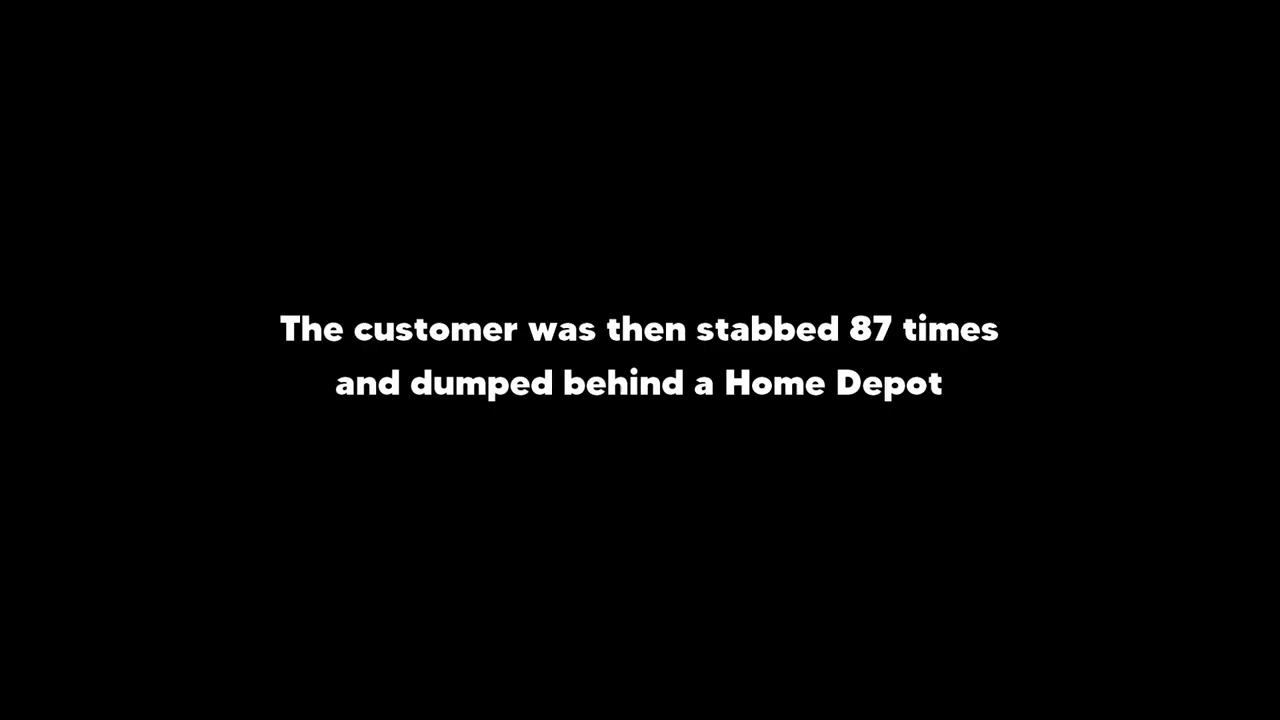 The customer was then stabbed 87 times
and dumped behind a Home Depot